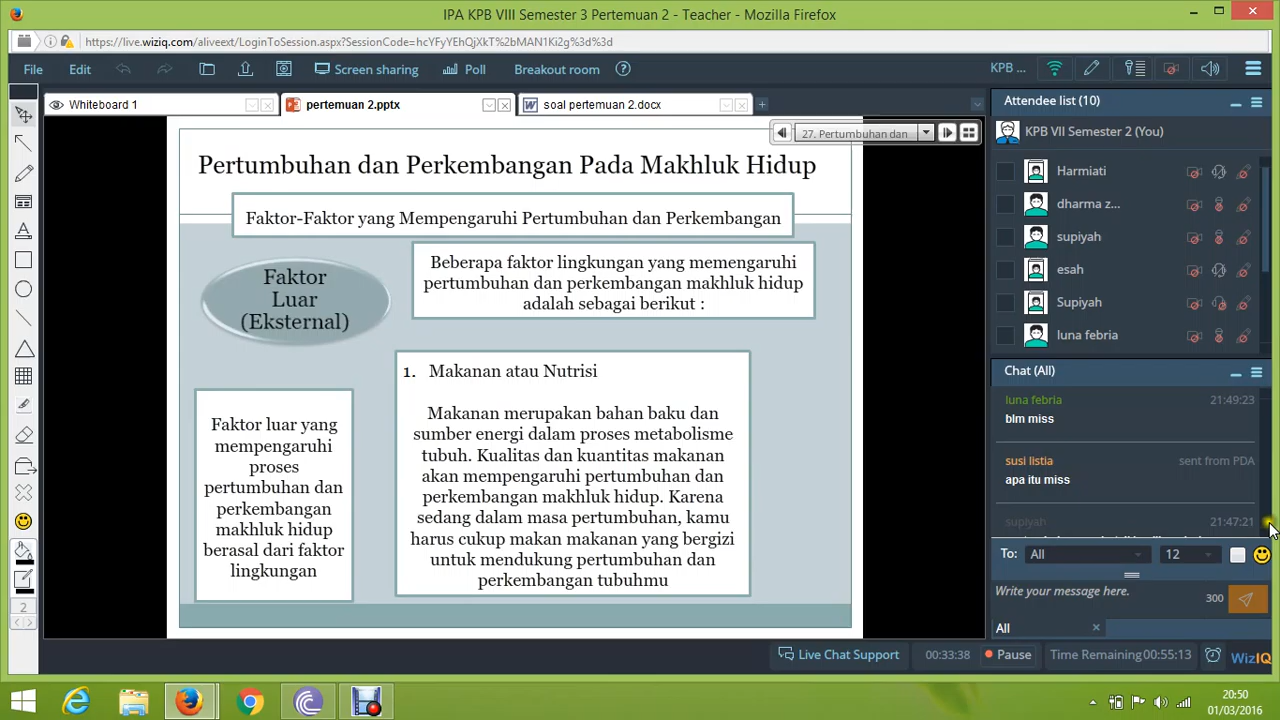 IPA KPB VIII Semester 3 Pertemuan 2 - Teacher - Mozilla Firefox
https://live.wiziq.com/aliveext/LoginToSession.aspx?SessionCode=hcYFyYEhQjXkT%2bMAN1Ki2g%3d%3d
File Edit Screen sharing Poll Breakout room KPB ...
Whiteboard 1 pertemuan 2.pptx soal pertemuan 2.docx
27. Pertumbuhan dan
Pertumbuhan dan Perkembangan Pada Makhluk Hidup
Faktor-Faktor yang Mempengaruhi Pertumbuhan dan Perkembangan
Faktor
Luar
(Eksternal)
Beberapa faktor lingkungan yang memengaruhi
pertumbuhan dan perkembangan makhluk hidup
adalah sebagai berikut :
Faktor luar yang
mempengaruhi
proses
pertumbuhan dan
perkembangan
makhluk hidup
berasal dari faktor
lingkungan
1. Makanan atau Nutrisi
Makanan merupakan bahan baku dan
sumber energi dalam proses metabolisme
tubuh. Kualitas dan kuantitas makanan
akan mempengaruhi pertumbuhan dan
perkembangan makhluk hidup. Karena
sedang dalam masa pertumbuhan, kamu
harus cukup makan makanan yang bergizi
untuk mendukung pertumbuhan dan
perkembangan tubuhmu
2
Attendee list (10)
KPB VII Semester 2 (You)
Harmiati
dharma z...
supiyah
esah
Supiyah
luna febria
Chat (All)
luna febria 21:49:23
blm miss
susi listia sent from PDA
apa itu miss
supiyah 21:47:21
To: All 12
Write your message here. 300
All
Live Chat Support 00:33:38 Pause Time Remaining 00:55:13 WizIQ
20:50
01/03/2016